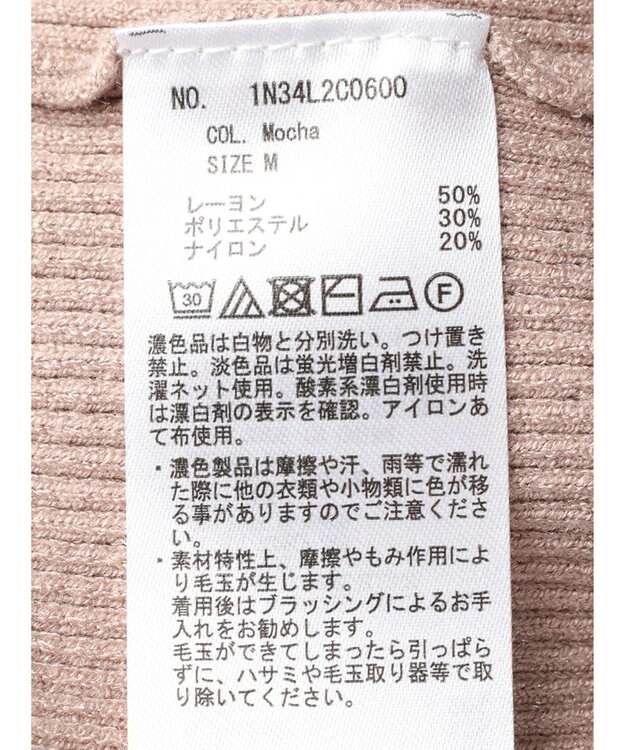 NO. 1N34L2C0600
COL. Mocha
SIZE M
レーヨン 50%
ポリエステル 30%
ナイロン 20%
30 F
濃色品は白物と分別洗い。つけ置き
禁止。淡色品は蛍光増白剤禁止。洗
濯ネット使用。酸素系漂白剤使用時
は漂白剤の表示を確認。アイロンあ
て布使用。
・濃色製品は摩擦や汗、雨等で濡れ
た際に他の衣類や小物類に色が移
る事がありますのでご注意くださ
い。
・素材特性上、摩擦やもみ作用によ
り毛玉が生じます。
着用後はブラッシングによるお手
入れをお勧めします。
毛玉ができてしまったら引っぱら
ずに、ハサミや毛玉取り器等で取
り除いてください。